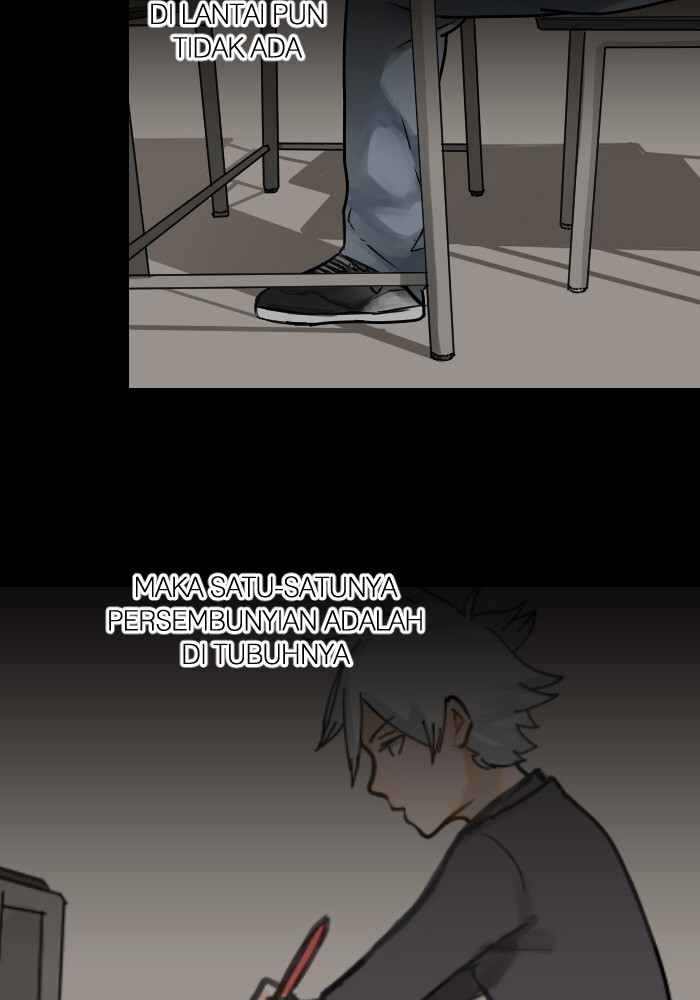 DI LANTAI PUN
TIDAK ADA
MAKA SATU-SATUNYA
PERSEMBUNYIAN ADALAH
DI TUBUHNYA